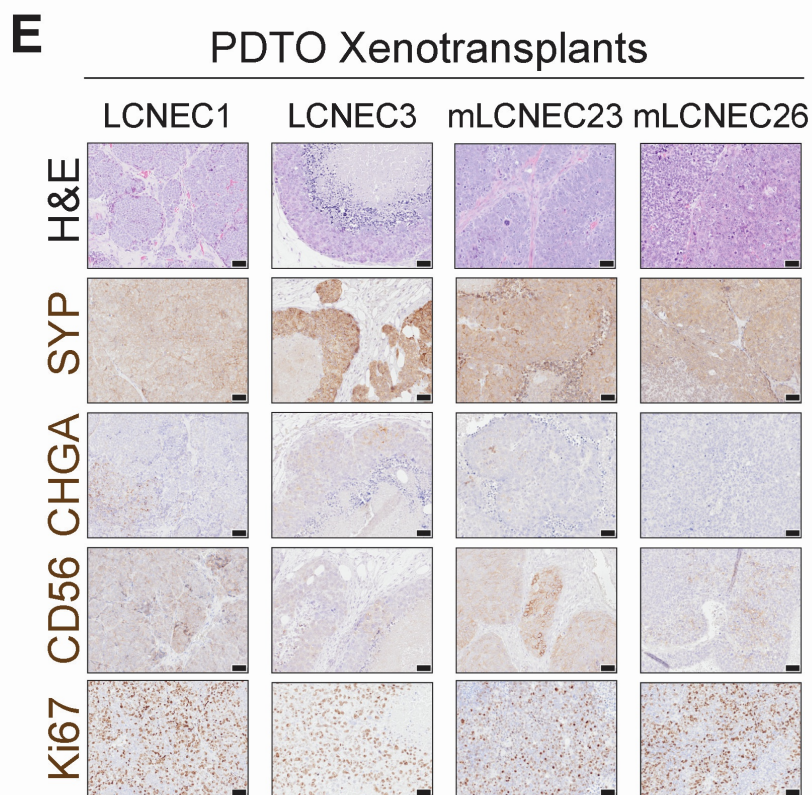 E
PDTO Xenotransplants
LCNEC1 LCNEC3 mLCNEC23 mLCNEC26
H&E
SYP
CHGA
CD56
Ki67